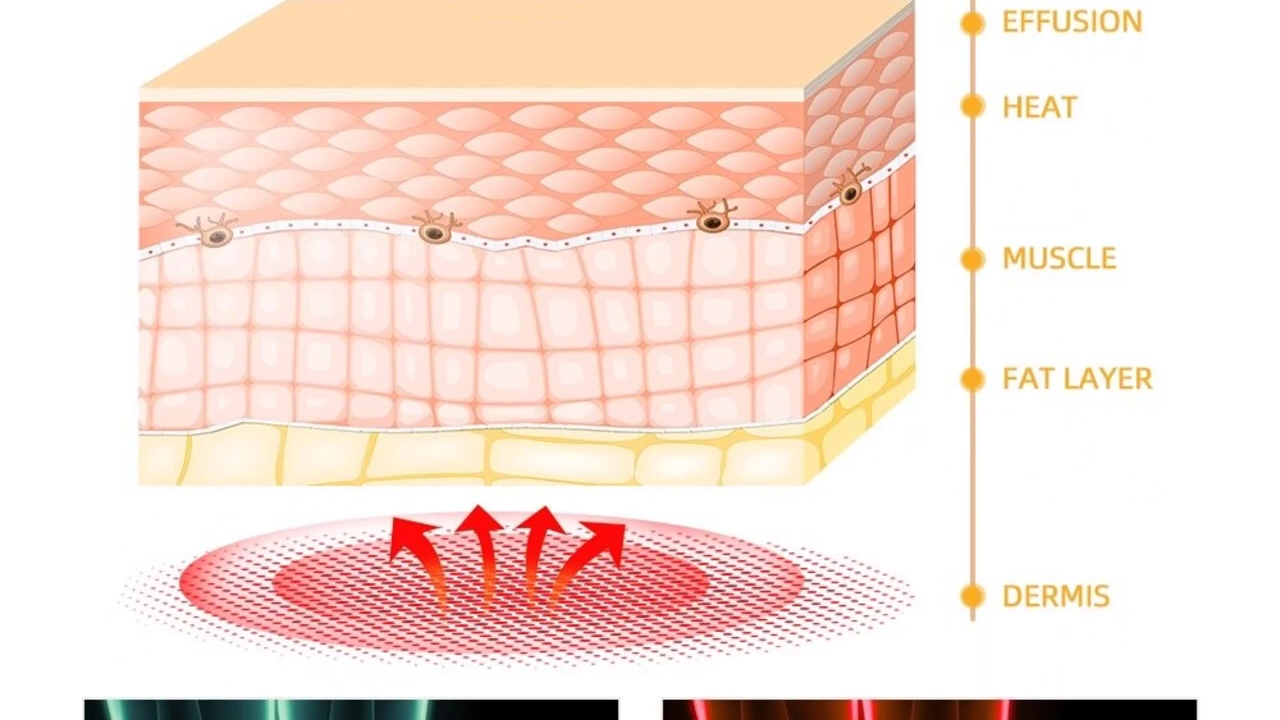 EFFUSION
HEAT
MUSCLE
FAT LAYER
DERMIS